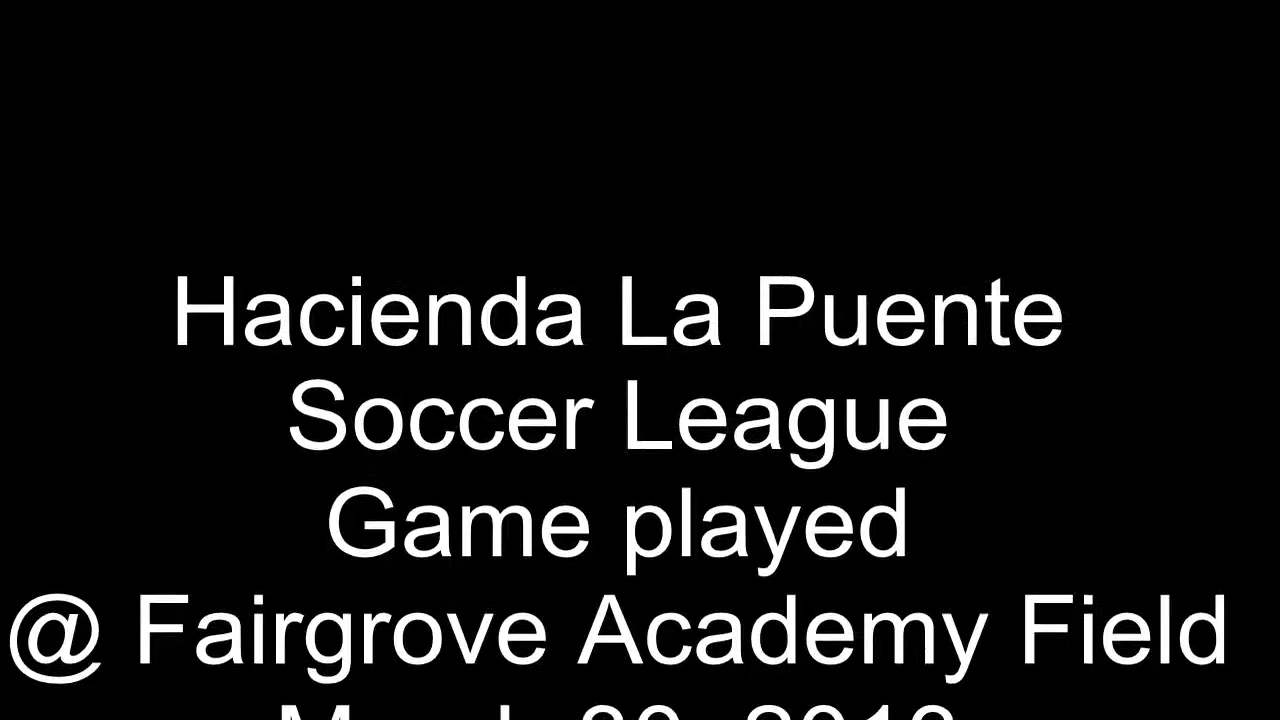 Hacienda La Puente
Soccer League
Game played
@ Fairgrove Academy Field